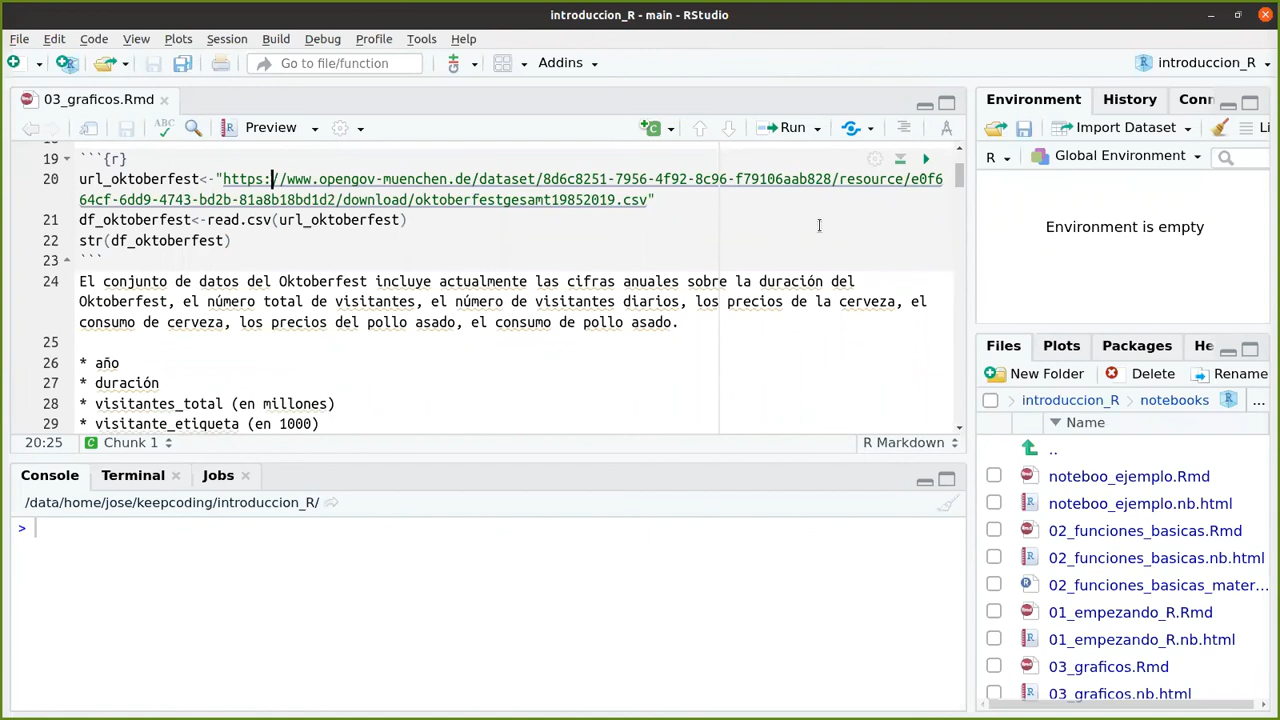 introduccion_R - main - RStudio
File Edit Code View Plots Session Build Debug Profile Tools Help
Go to file/function Addins introduccion_R
03_graficos.Rmd
ABC Preview Run
19 ```{r}
20 url_oktoberfest<-"https://www.opengov-muenchen.de/dataset/8d6c8251-7956-4f92-8c96-f79106aab828/resource/e0f6
64cf-6dd9-4743-bd2b-81a8b18bd1d2/download/oktoberfestgesamt19852019.csv"
21 df_oktoberfest<-read.csv(url_oktoberfest)
22 str(df_oktoberfest)
23 ```
24 El conjunto de datos del Oktoberfest incluye actualmente las cifras anuales sobre la duración del
Oktoberfest, el número total de visitantes, el número de visitantes diarios, los precios de la cerveza, el
consumo de cerveza, los precios del pollo asado, el consumo de pollo asado.
25
26 * año
27 * duración
28 * visitantes_total (en millones)
29 * visitante_etiqueta (en 1000)
20:25 Chunk 1 R Markdown
Console Terminal Jobs
/data/home/jose/keepcoding/introduccion_R/
>
Environment History Conn
Import Dataset Li
R Global Environment
Environment is empty
Files Plots Packages He
New Folder Delete Rename
introduccion_R notebooks ...
Name
..
noteboo_ejemplo.Rmd
noteboo_ejemplo.nb.html
02_funciones_basicas.Rmd
02_funciones_basicas.nb.html
02_funciones_basicas_mater...
01_empezando_R.Rmd
01_empezando_R.nb.html
03_graficos.Rmd
03_graficos.nb.html